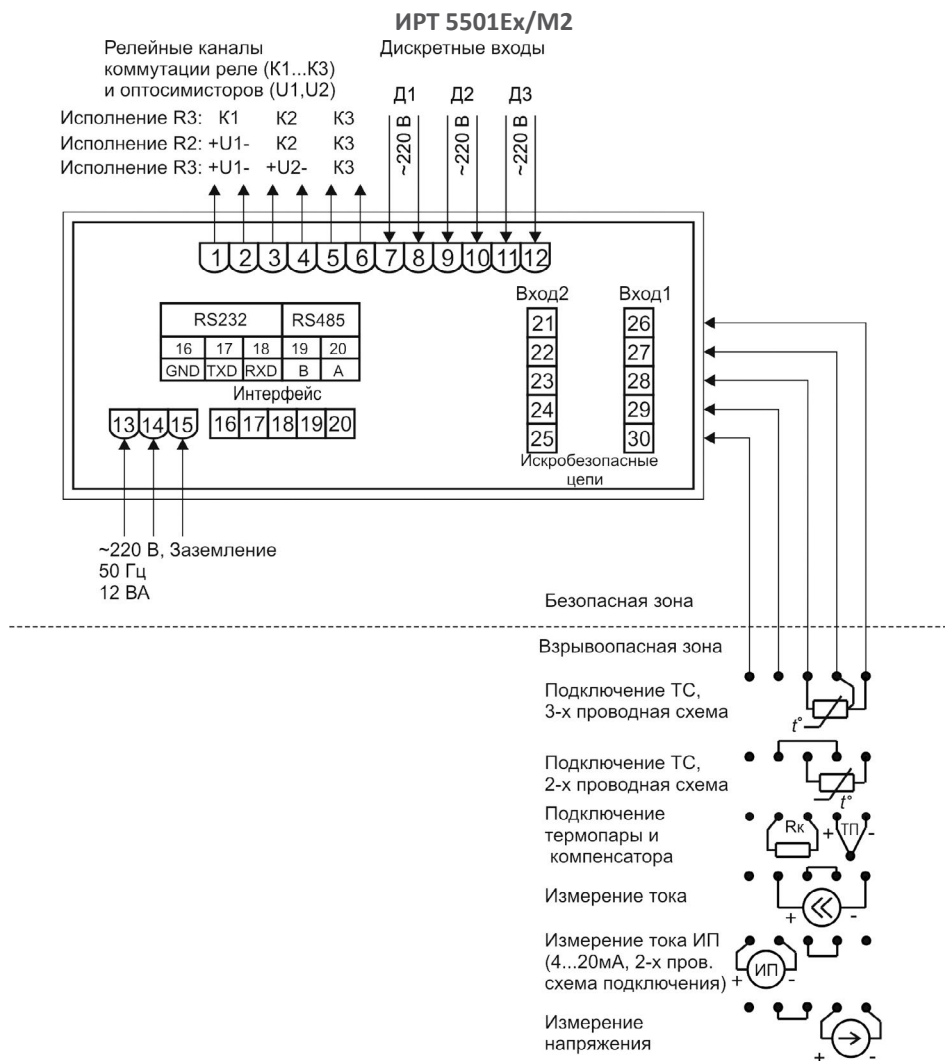 ИРТ 5501Ех/М2
Релейные каналы
коммутации реле (К1...К3)
и оптосимисторов (U1,U2)
Дискретные входы
Исполнение R3: К1 К2 К3
Исполнение R2: +U1- К2 К3
Исполнение R3: +U1- +U2- К3
Д1 Д2 Д3
~220 В ~220 В ~220 В
1 2 3 4 5 6 7 8 9 10 11 12
Вход2 Вход1
21 26
22 27
23 28
24 29
25 30
Искробезопасные
цепи
RS232 RS485
16 17 18 19 20
GND TXD RXD B A
Интерфейс
13 14 15 16 17 18 19 20
~220 В, Заземление
50 Гц
12 ВА
Безопасная зона
Взрывоопасная зона
Подключение ТС,
3-х проводная схема
t°
Подключение ТС,
2-х проводная схема
t°
Подключение
термопары и
компенсатора
Rк + ТП -
Измерение тока
+ -
Измерение тока ИП
(4...20мА, 2-х пров.
схема подключения)
+ ИП -
Измерение
напряжения
+ -